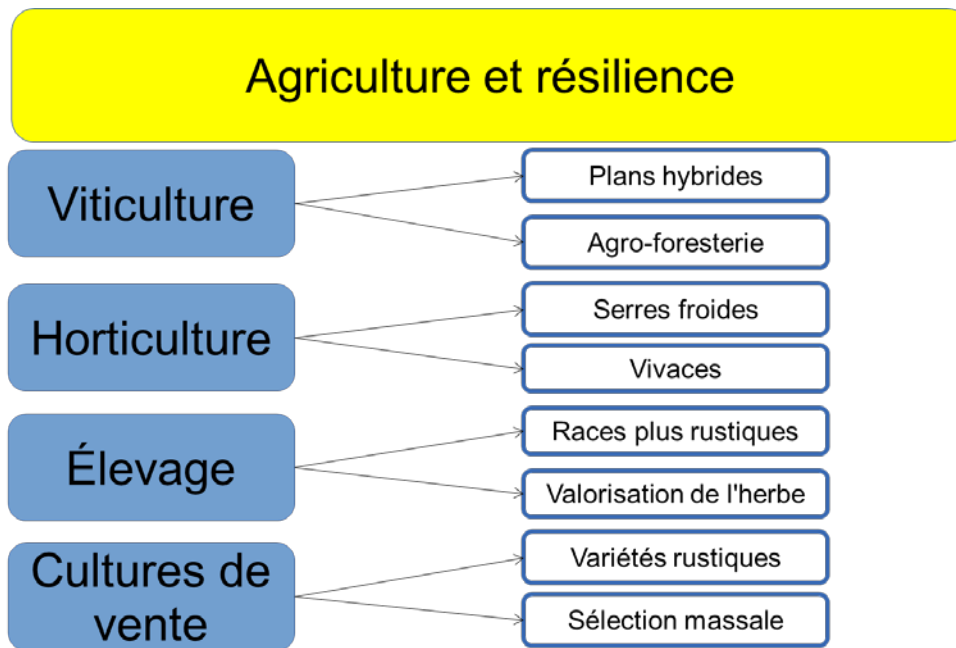 Agriculture et résilience
Viticulture
Plans hybrides
Agro-foresterie
Horticulture
Serres froides
Vivaces
Élevage
Races plus rustiques
Valorisation de l'herbe
Cultures de
vente
Variétés rustiques
Sélection massale